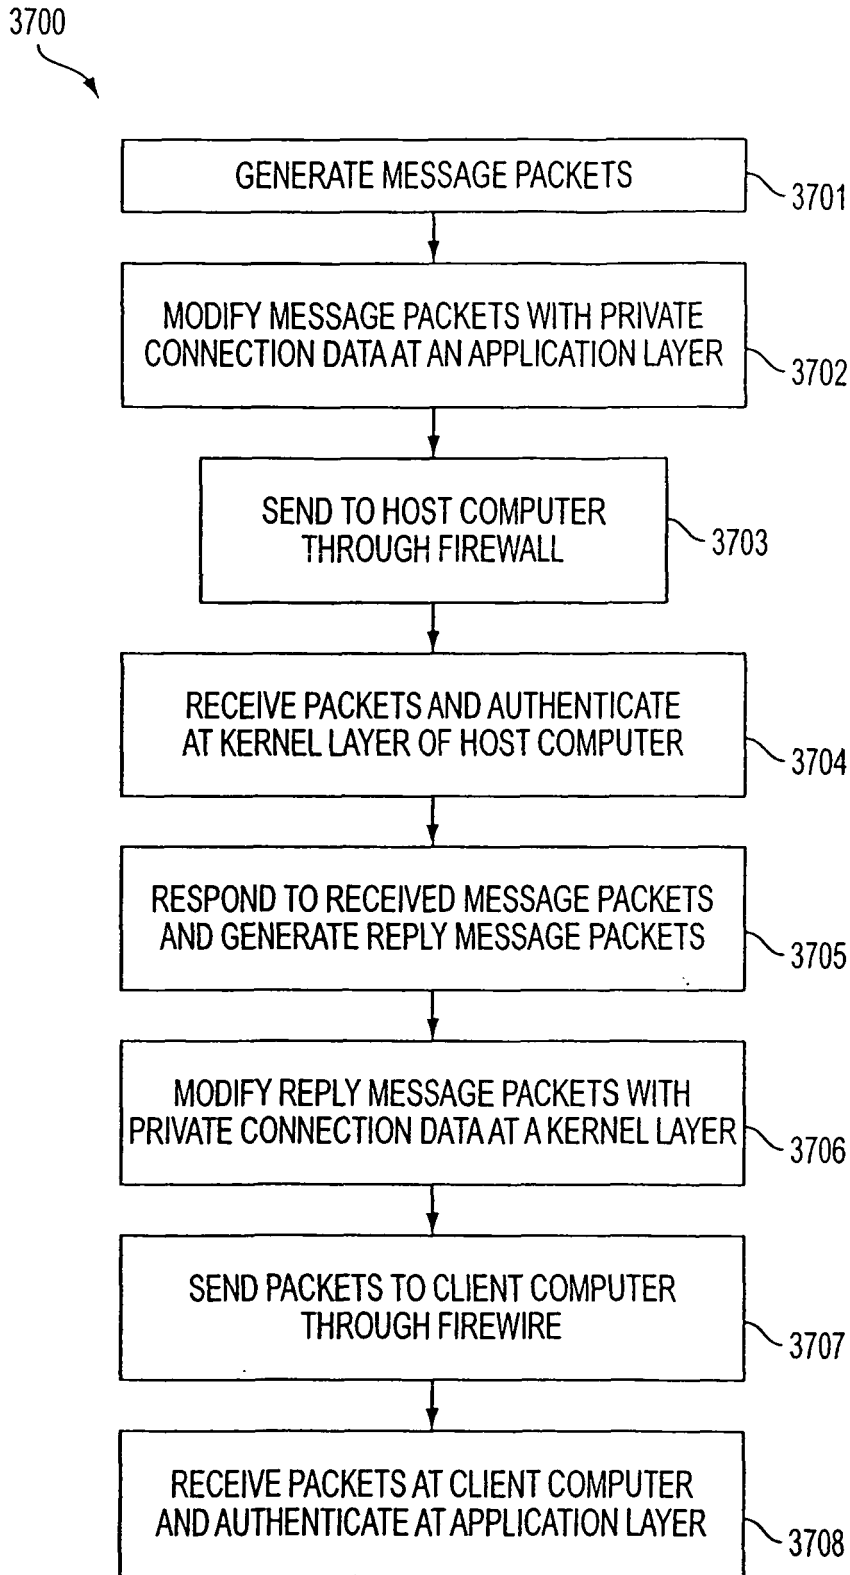 3700
GENERATE MESSAGE PACKETS
3701
MODIFY MESSAGE PACKETS WITH PRIVATE
CONNECTION DATA AT AN APPLICATION LAYER
3702
SEND TO HOST COMPUTER
THROUGH FIREWALL
3703
RECEIVE PACKETS AND AUTHENTICATE
AT KERNEL LAYER OF HOST COMPUTER
3704
RESPOND TO RECEIVED MESSAGE PACKETS
AND GENERATE REPLY MESSAGE PACKETS
3705
MODIFY REPLY MESSAGE PACKETS WITH
PRIVATE CONNECTION DATA AT A KERNEL LAYER
3706
SEND PACKETS TO CLIENT COMPUTER
THROUGH FIREWIRE
3707
RECEIVE PACKETS AT CLIENT COMPUTER
AND AUTHENTICATE AT APPLICATION LAYER
3708